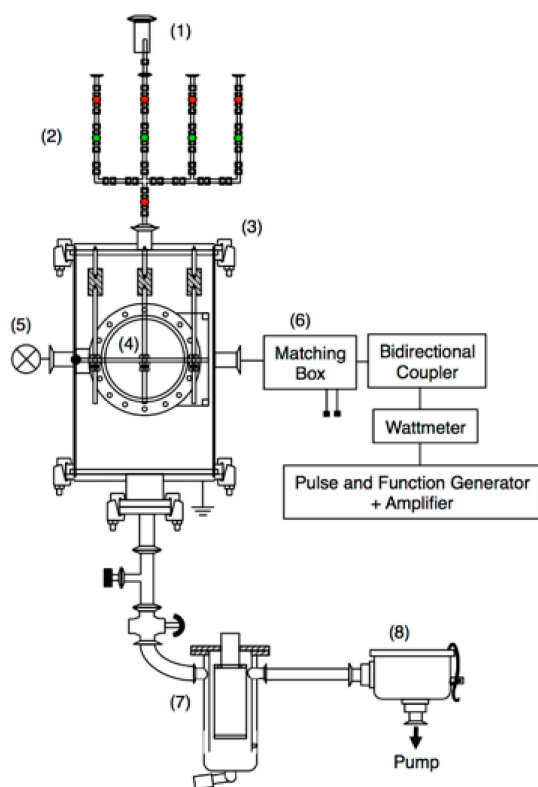 (1)
(2)
(3)
(4)
(5)
(6)
Matching
Box
Bidirectional
Coupler
Wattmeter
Pulse and Function Generator
+ Amplifier
(7)
(8)
Pump